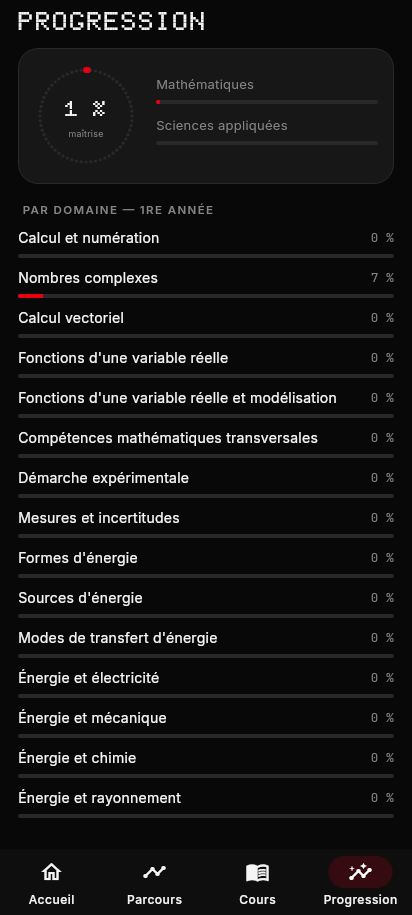 PROGRESSION
1 %
maîtrise
Mathématiques
Sciences appliquées
PAR DOMAINE — 1RE ANNÉE
Calcul et numération 0 %
Nombres complexes 7 %
Calcul vectoriel 0 %
Fonctions d'une variable réelle 0 %
Fonctions d'une variable réelle et modélisation 0 %
Compétences mathématiques transversales 0 %
Démarche expérimentale 0 %
Mesures et incertitudes 0 %
Formes d'énergie 0 %
Sources d'énergie 0 %
Modes de transfert d'énergie 0 %
Énergie et électricité 0 %
Énergie et mécanique 0 %
Énergie et chimie 0 %
Énergie et rayonnement 0 %
Accueil Parcours Cours Progression